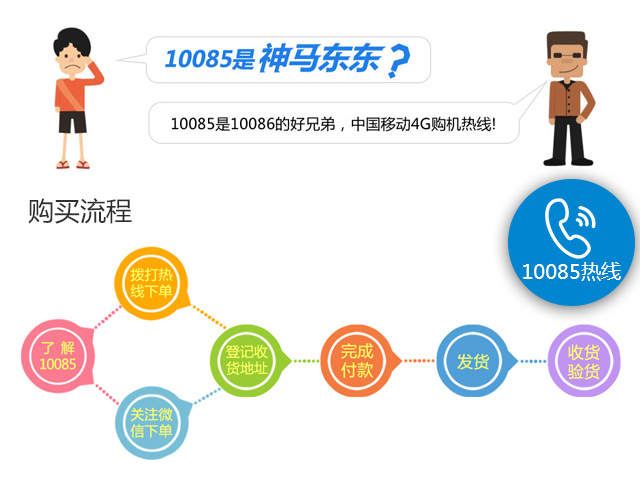 10085是神马东东?
10085是10086的好兄弟，中国移动4G购机热线!
购买流程
10085热线
了 解
10085
拨打热
线下单
关注微
信下单
登记收
货地址
完成
付款
发货
收货
验货